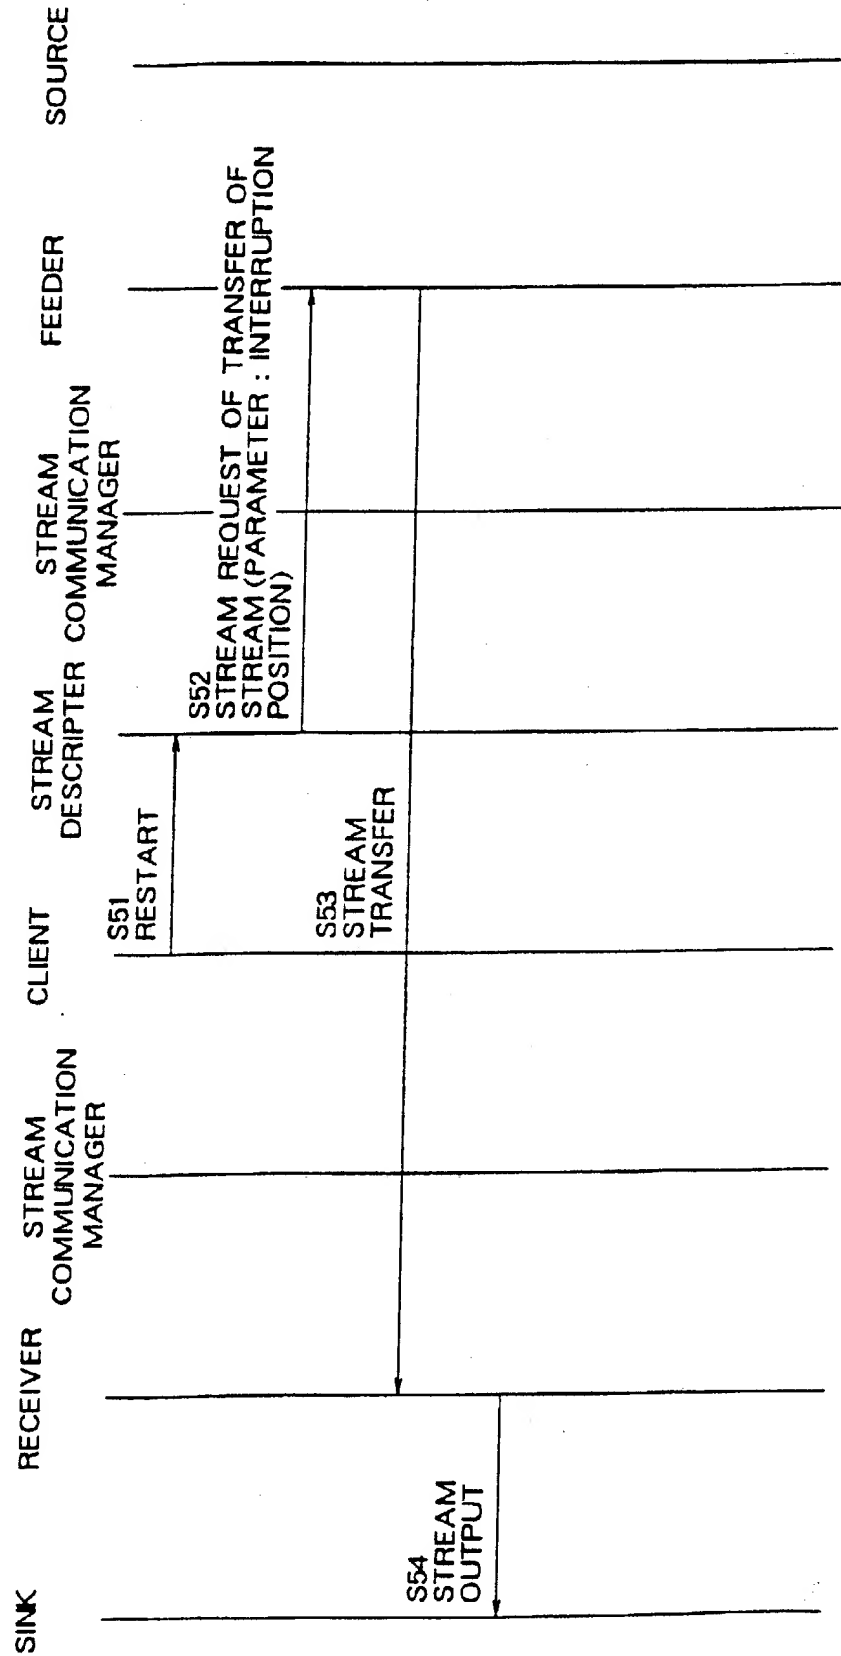 SINK
RECEIVER
STREAM
COMMUNICATION
MANAGER
CLIENT
STREAM
DESCRIPTER
STREAM
COMMUNICATION
MANAGER
FEEDER
SOURCE
S51
RESTART
S52
STREAM REQUEST OF TRANSFER OF
STREAM (PARAMETER : INTERRUPTION
POSITION)
S53
STREAM
TRANSFER
S54
STREAM
OUTPUT